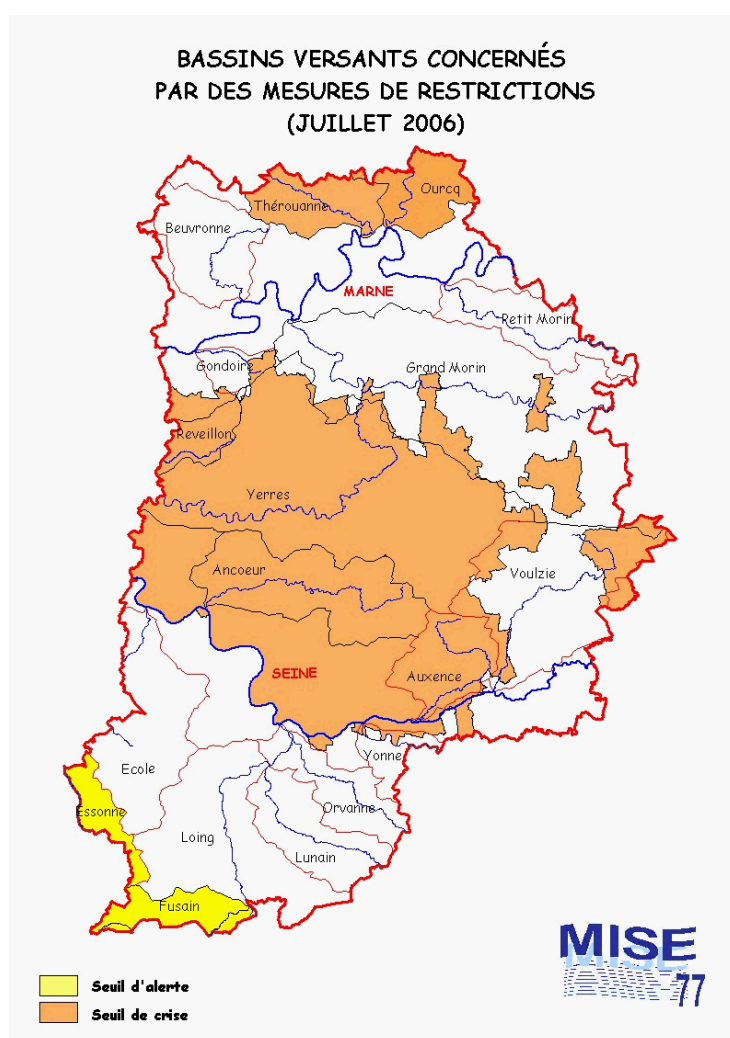 BASSINS VERSANTS CONCERNÉS
PAR DES MESURES DE RESTRICTIONS
(JUILLET 2006)
Ourcq
Thérouanne
Beuvronne
MARNE
Petit Morin
Gondoire
Grand Morin
Reveillon
Yerres
Ancoeur
Voulzie
SEINE
Auxence
Yonne
Ecole
Essonne
Orvanne
Loing
Lunain
Fusain
MISE
77
Seuil d'alerte
Seuil de crise